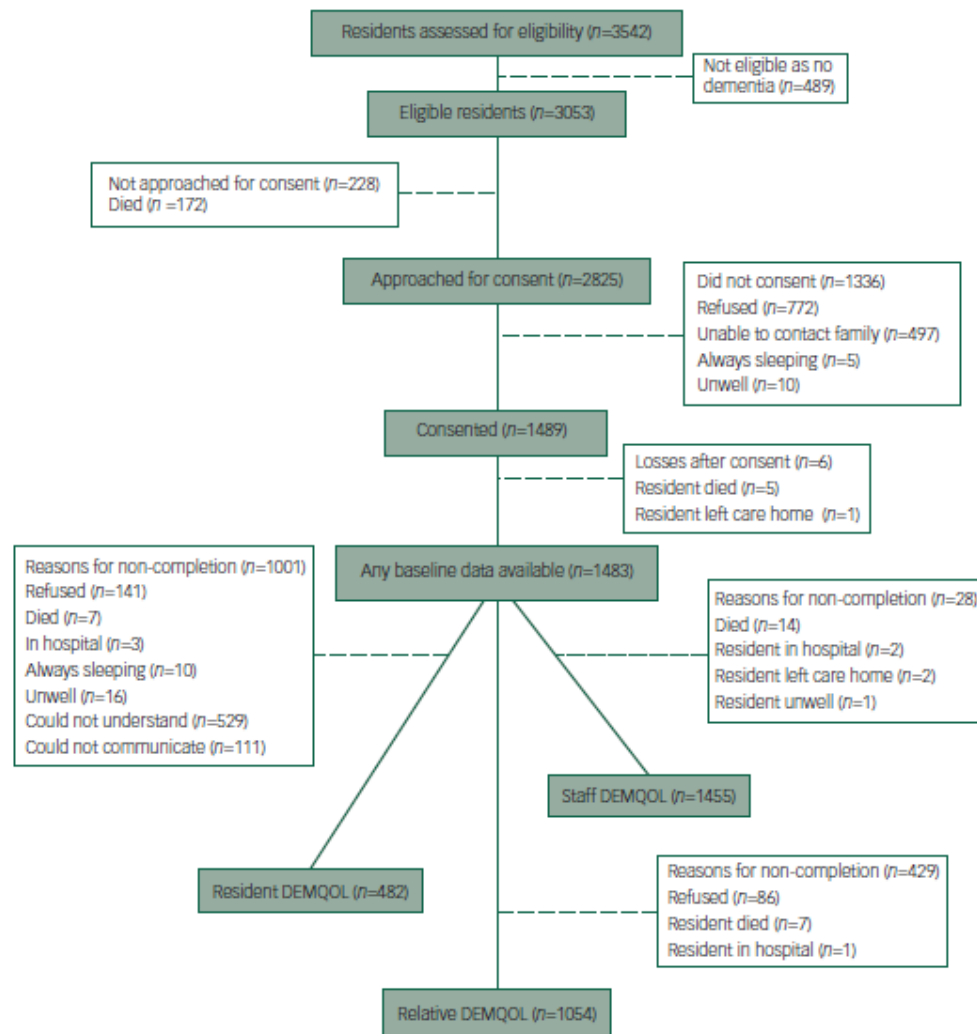 Residents assessed for eligibility (n=3542)
Not eligible as no
dementia (n=489)
Eligible residents (n=3053)
Not approached for consent (n=228)
Died (n =172)
Approached for consent (n=2825)
Did not consent (n=1336)
Refused (n=772)
Unable to contact family (n=497)
Always sleeping (n=5)
Unwell (n=10)
Consented (n=1489)
Losses after consent (n=6)
Resident died (n=5)
Resident left care home (n=1)
Any baseline data available (n=1483)
Reasons for non-completion (n=1001)
Refused (n=141)
Died (n=7)
In hospital (n=3)
Always sleeping (n=10)
Unwell (n=16)
Could not understand (n=529)
Could not communicate (n=111)
Reasons for non-completion (n=28)
Died (n=14)
Resident in hospital (n=2)
Resident left care home (n=2)
Resident unwell (n=1)
Staff DEMQOL (n=1455)
Resident DEMQOL (n=482)
Reasons for non-completion (n=429)
Refused (n=86)
Resident died (n=7)
Resident in hospital (n=1)
Relative DEMQOL (n=1054)